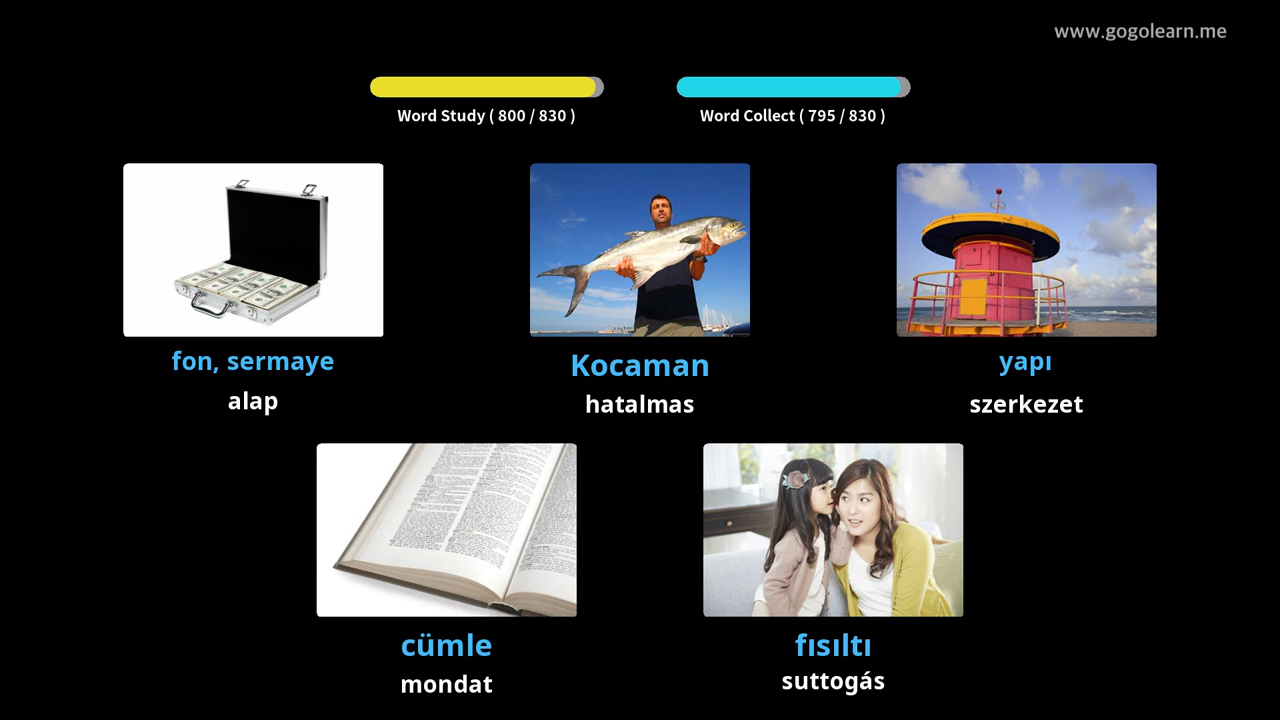 www.gogolearn.me
Word Study ( 800 / 830 )
Word Collect ( 795 / 830 )
fon, sermaye
alap
Kocaman
hatalmas
yapı
szerkezet
cümle
mondat
fısıltı
suttogás